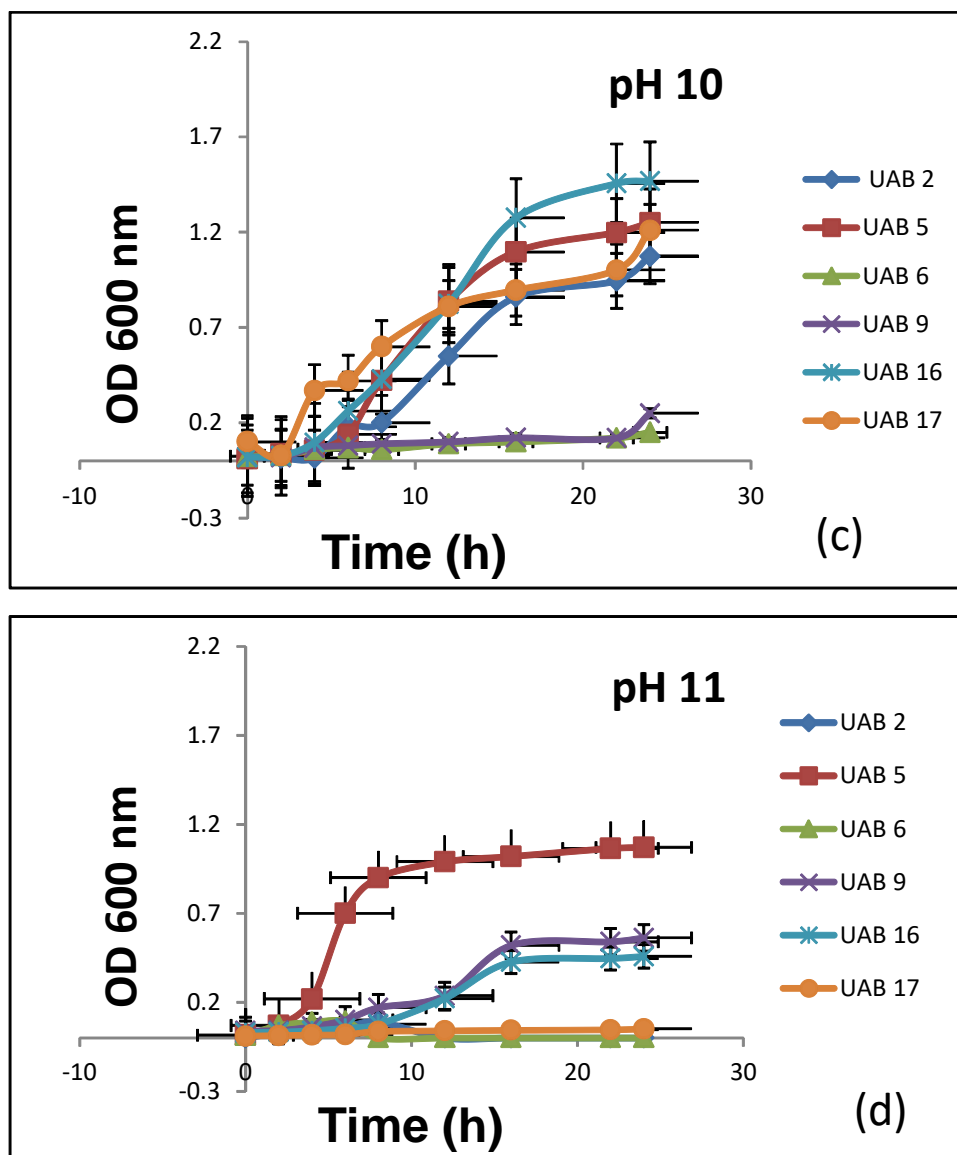 pH 10
2.2
1.7
1.2
0.7
0.2
-0.3
-10
0
10
20
30
OD 600 nm
Time (h)
UAB 2
UAB 5
UAB 6
UAB 9
UAB 16
UAB 17
(c)
pH 11
2.2
1.7
1.2
0.7
0.2
-0.3
-10
0
10
20
30
OD 600 nm
Time (h)
UAB 2
UAB 5
UAB 6
UAB 9
UAB 16
UAB 17
(d)